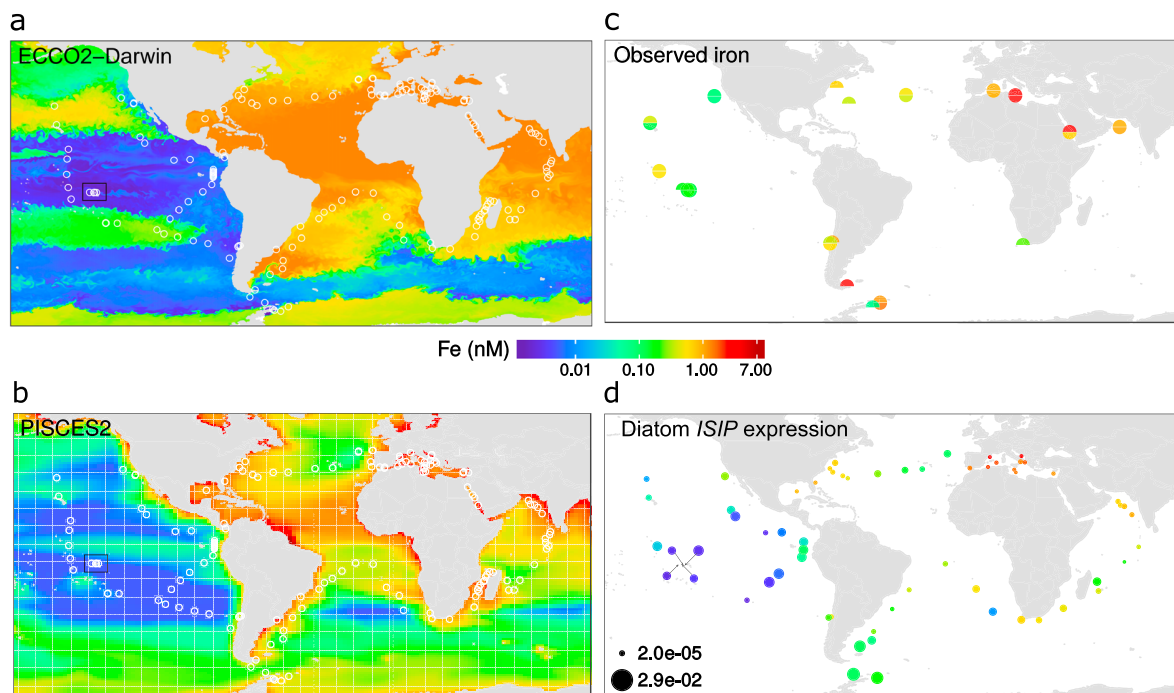 a
ECCO2–Darwin
c
Observed iron
Fe (nM)
0.01 0.10 1.00 7.00
b
PISCES2
d
Diatom ISIP expression
2.0e-05
2.9e-02